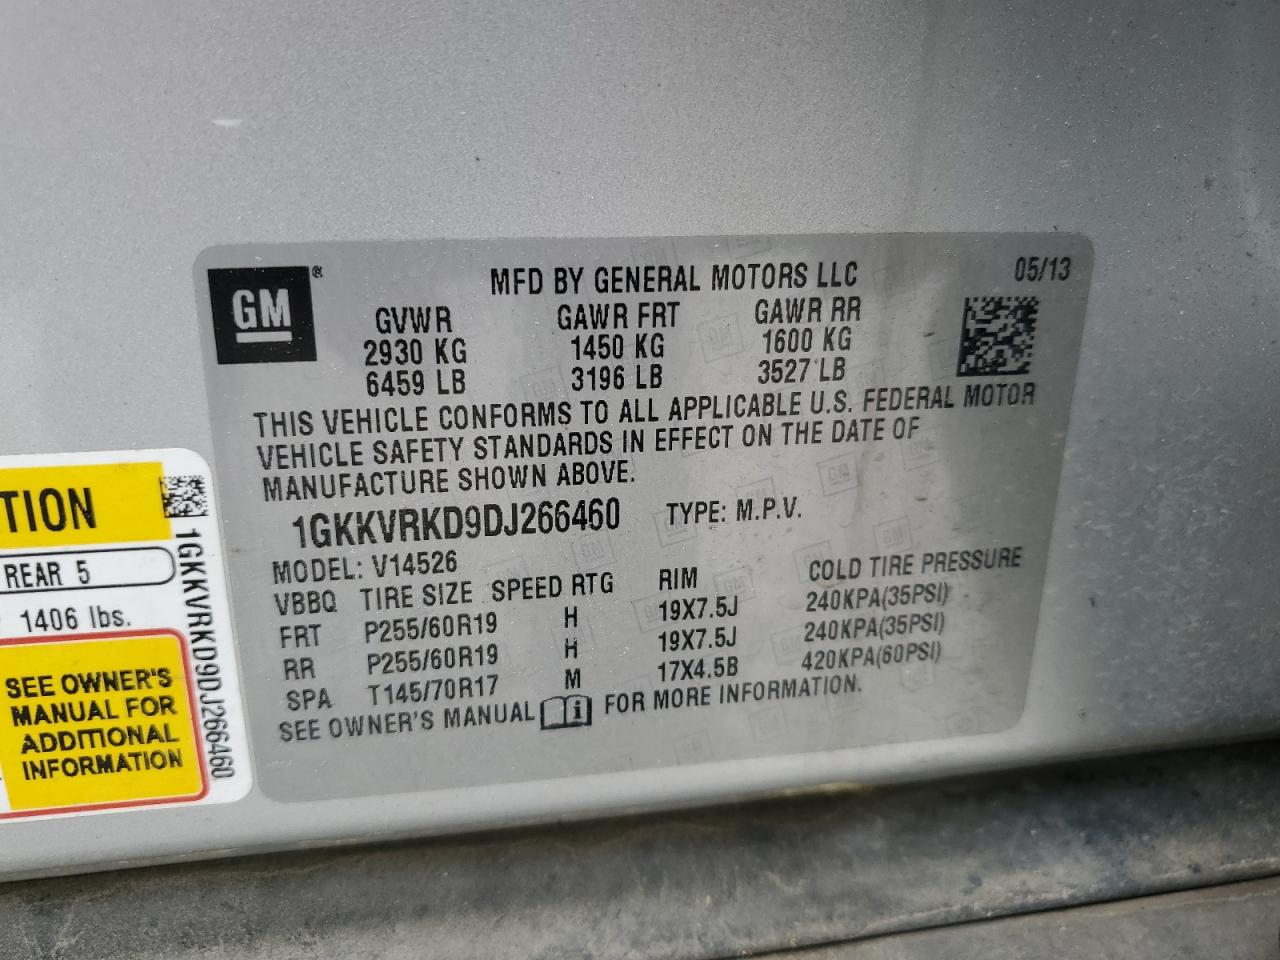 GM ®
MFD BY GENERAL MOTORS LLC 05/13
GVWR GAWR FRT GAWR RR
2930 KG 1450 KG 1600 KG
6459 LB 3196 LB 3527 LB
THIS VEHICLE CONFORMS TO ALL APPLICABLE U.S. FEDERAL MOTOR
VEHICLE SAFETY STANDARDS IN EFFECT ON THE DATE OF
MANUFACTURE SHOWN ABOVE.
1GKKVRKD9DJ266460 TYPE: M.P.V.
MODEL: V14526
VBBQ TIRE SIZE SPEED RTG RIM COLD TIRE PRESSURE
FRT P255/60R19 H 19X7.5J 240KPA(35PSI)
RR P255/60R19 H 19X7.5J 240KPA(35PSI)
SPA T145/70R17 M 17X4.5B 420KPA(60PSI)
SEE OWNER'S MANUAL i FOR MORE INFORMATION.
TION
REAR 5
1406 lbs.
SEE OWNER'S
MANUAL FOR
ADDITIONAL
INFORMATION
1GKKVRKD9DJ266460